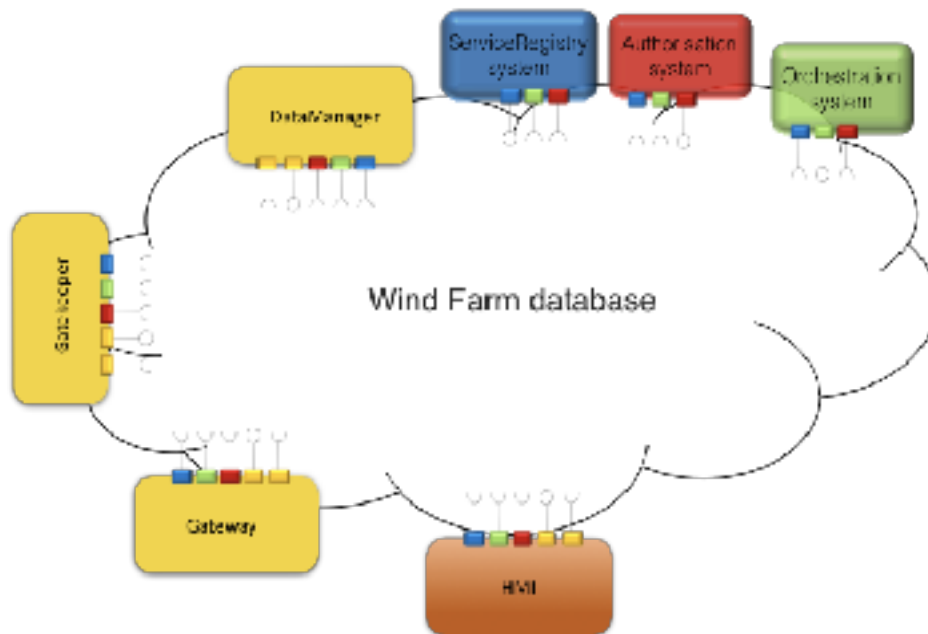 ServiceRegistry
system
Authorisation
system
Orchestration
system
DataManager
Gatekeeper
Wind Farm database
Gateway
HMI